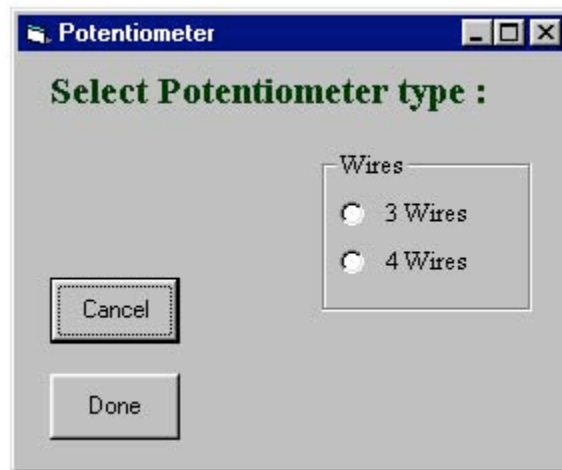 Potentiometer
Select Potentiometer type :
Wires
3 Wires
4 Wires
Cancel
Done